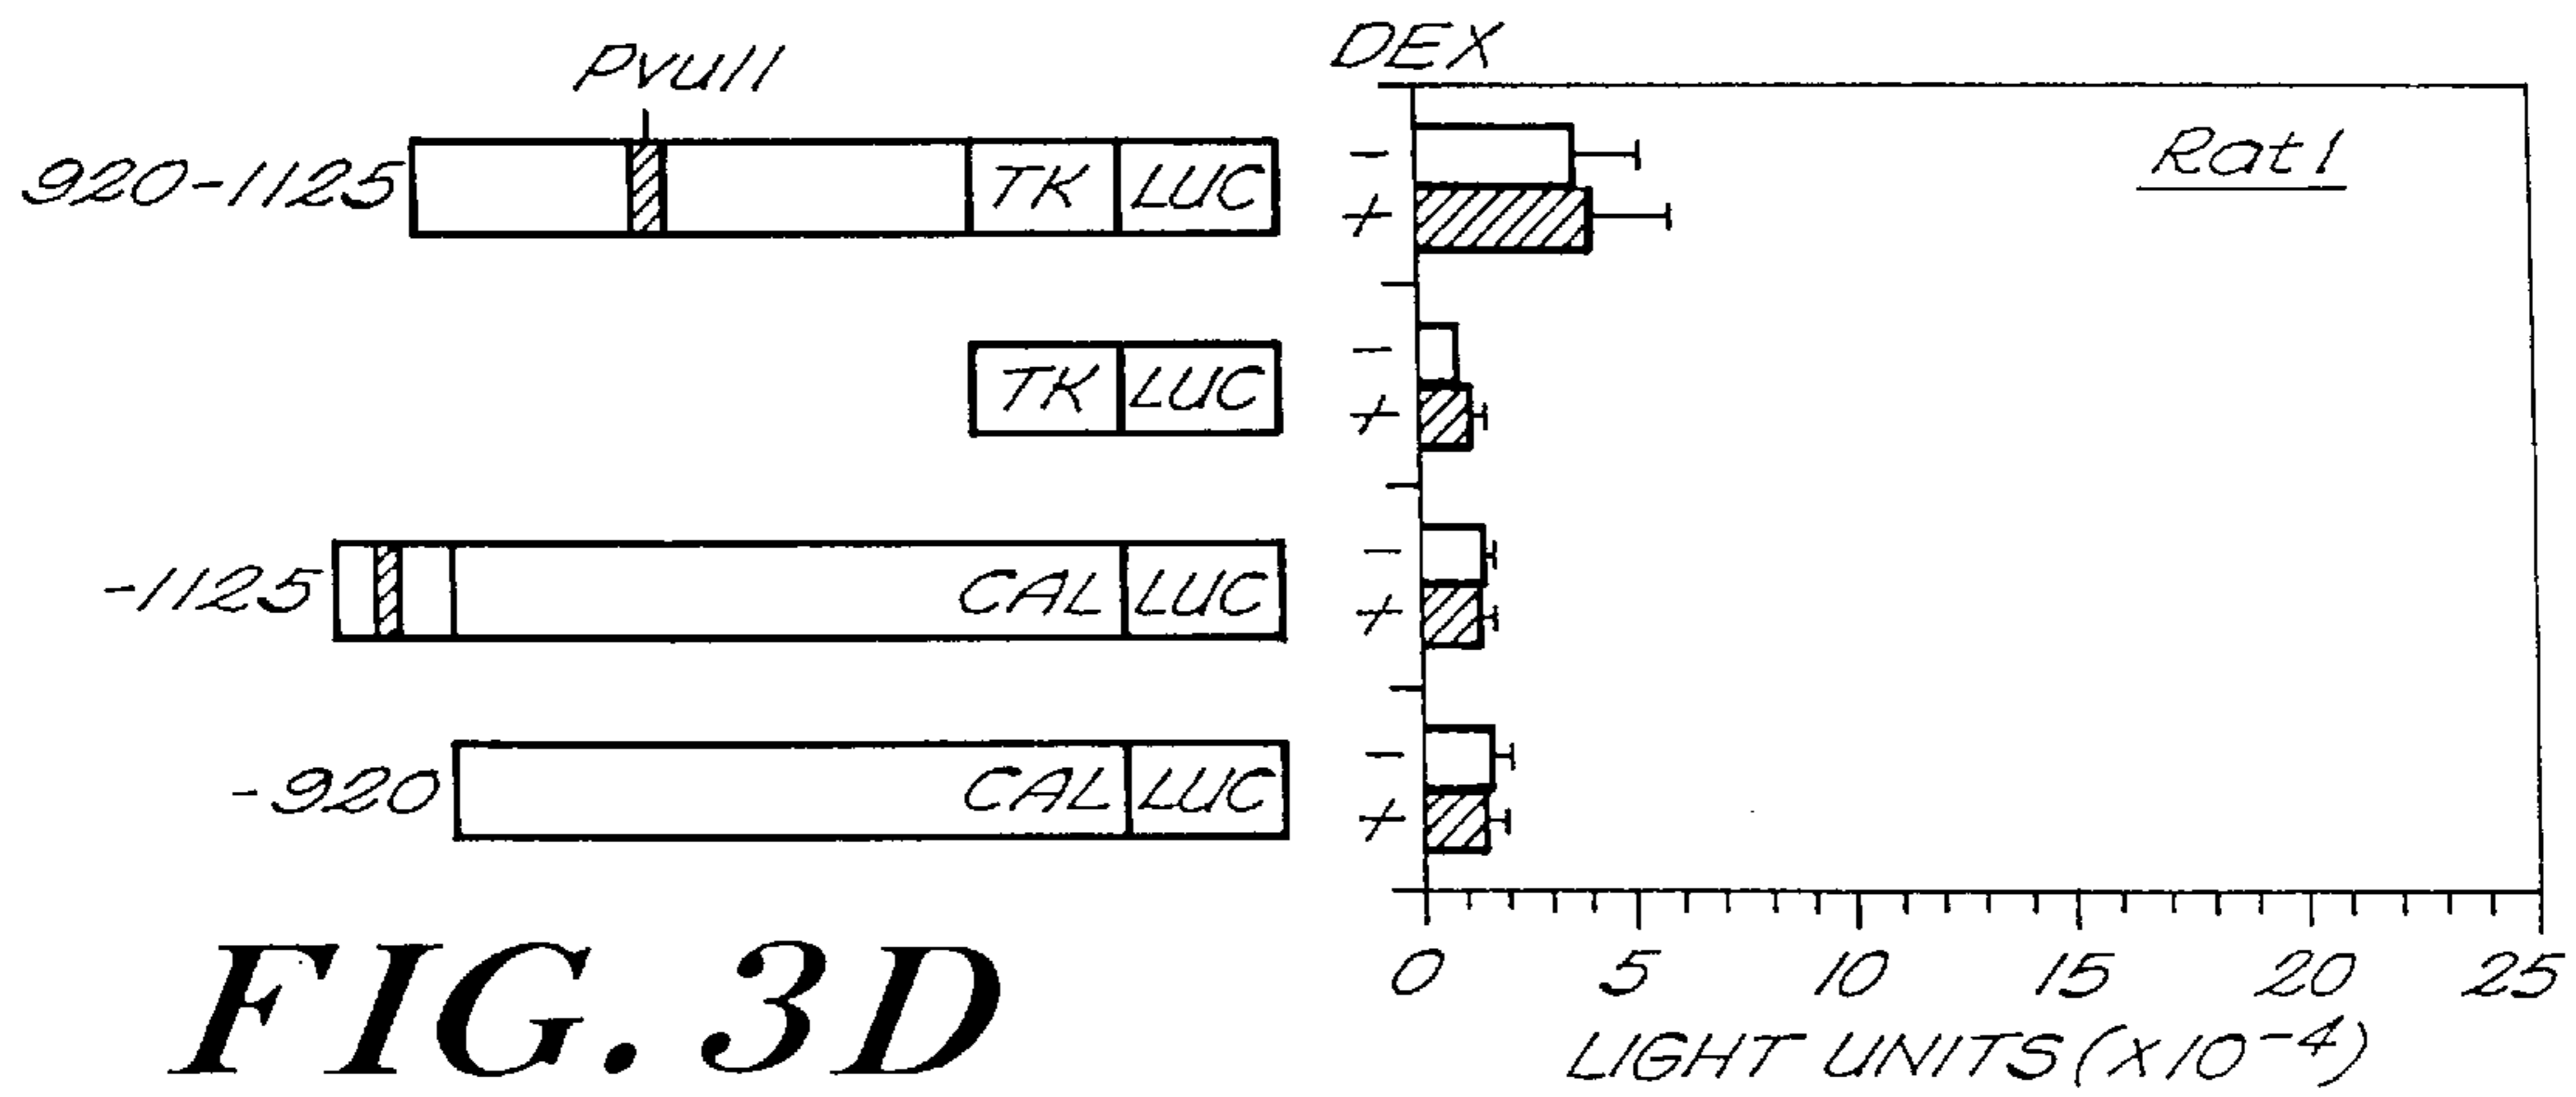 PvuII
DEX
920-1125
TK LUC
-
+
Rat1
TK LUC
-
+
-1125
CAL LUC
-
+
-920
CAL LUC
-
+
0 5 10 15 20 25
LIGHT UNITS (x10⁻⁴)
FIG. 3D